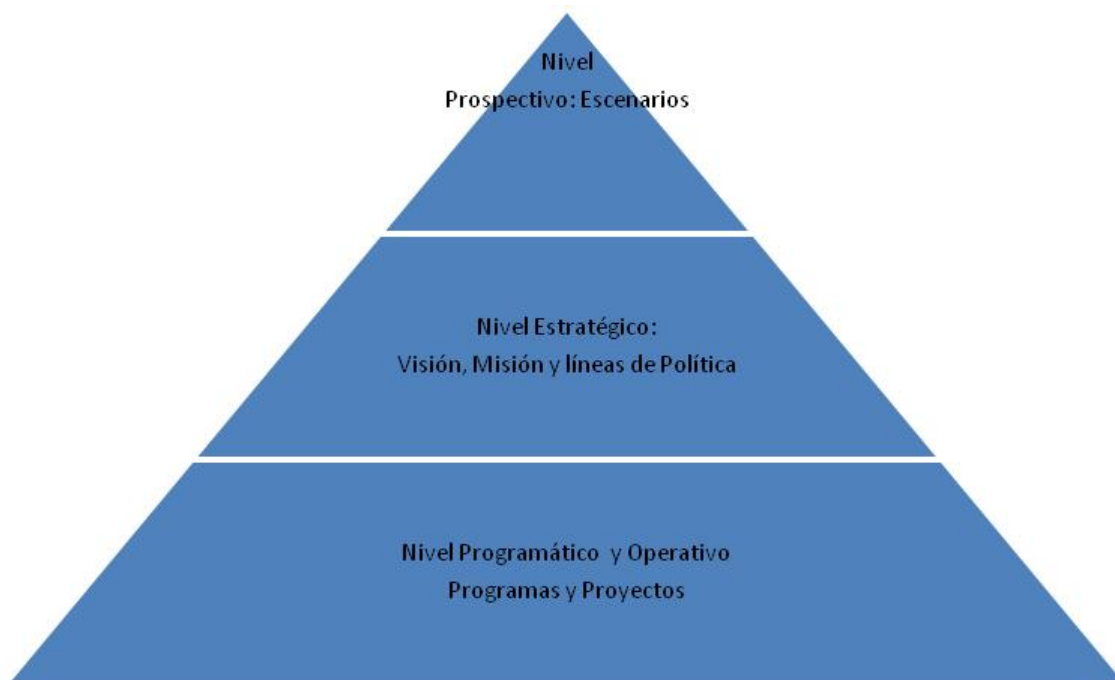 Nivel
Prospectivo: Escenarios
Nivel Estratégico:
Visión, Misión y líneas de Política
Nivel Programático y Operativo
Programas y Proyectos